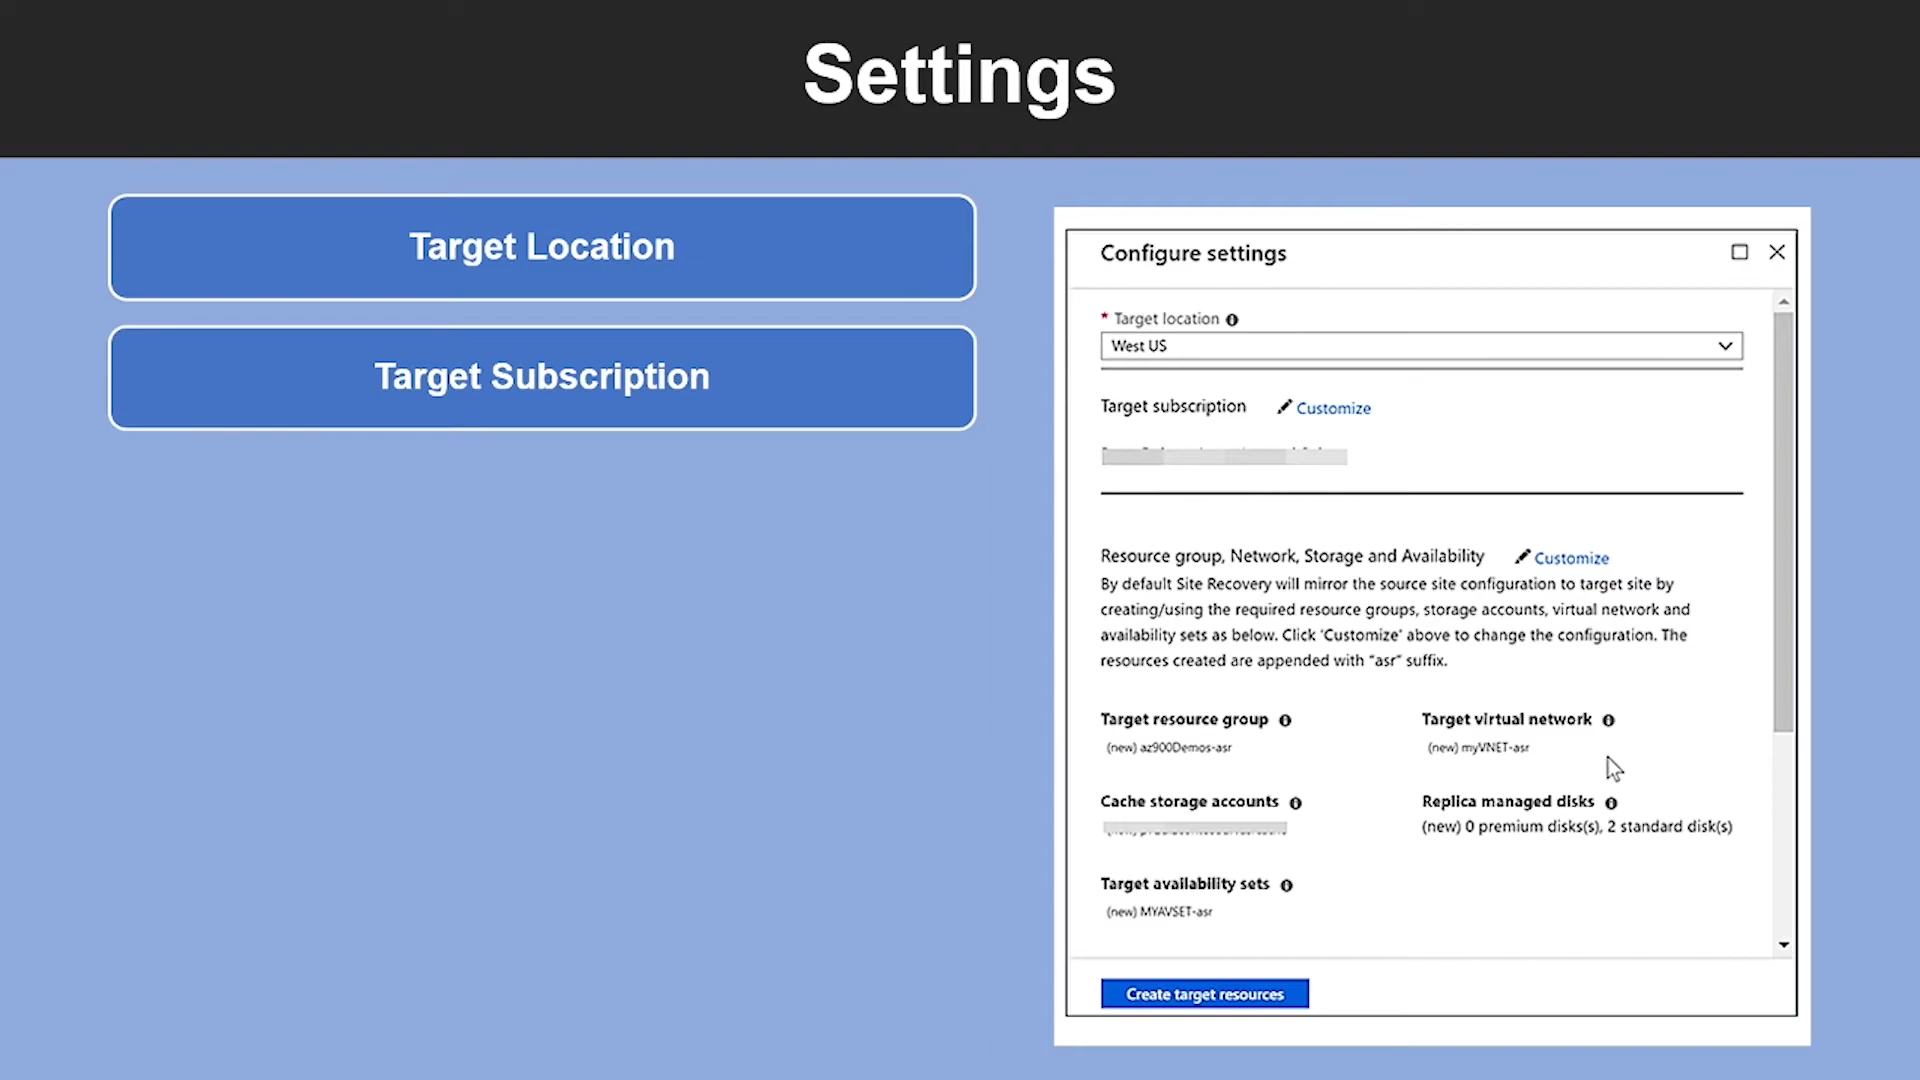 Settings
Target Location
Target Subscription
Configure settings
* Target location
West US
Target subscription Customize
Resource group, Network, Storage and Availability Customize
By default Site Recovery will mirror the source site configuration to target site by
creating/using the required resource groups, storage accounts, virtual network and
availability sets as below. Click 'Customize' above to change the configuration. The
resources created are appended with "asr" suffix.
Target resource group
(new) az900Demos-asr
Target virtual network
(new) myVNET-asr
Cache storage accounts
Replica managed disks
(new) 0 premium disks(s), 2 standard disk(s)
Target availability sets
(new) MYAVSET-asr
Create target resources